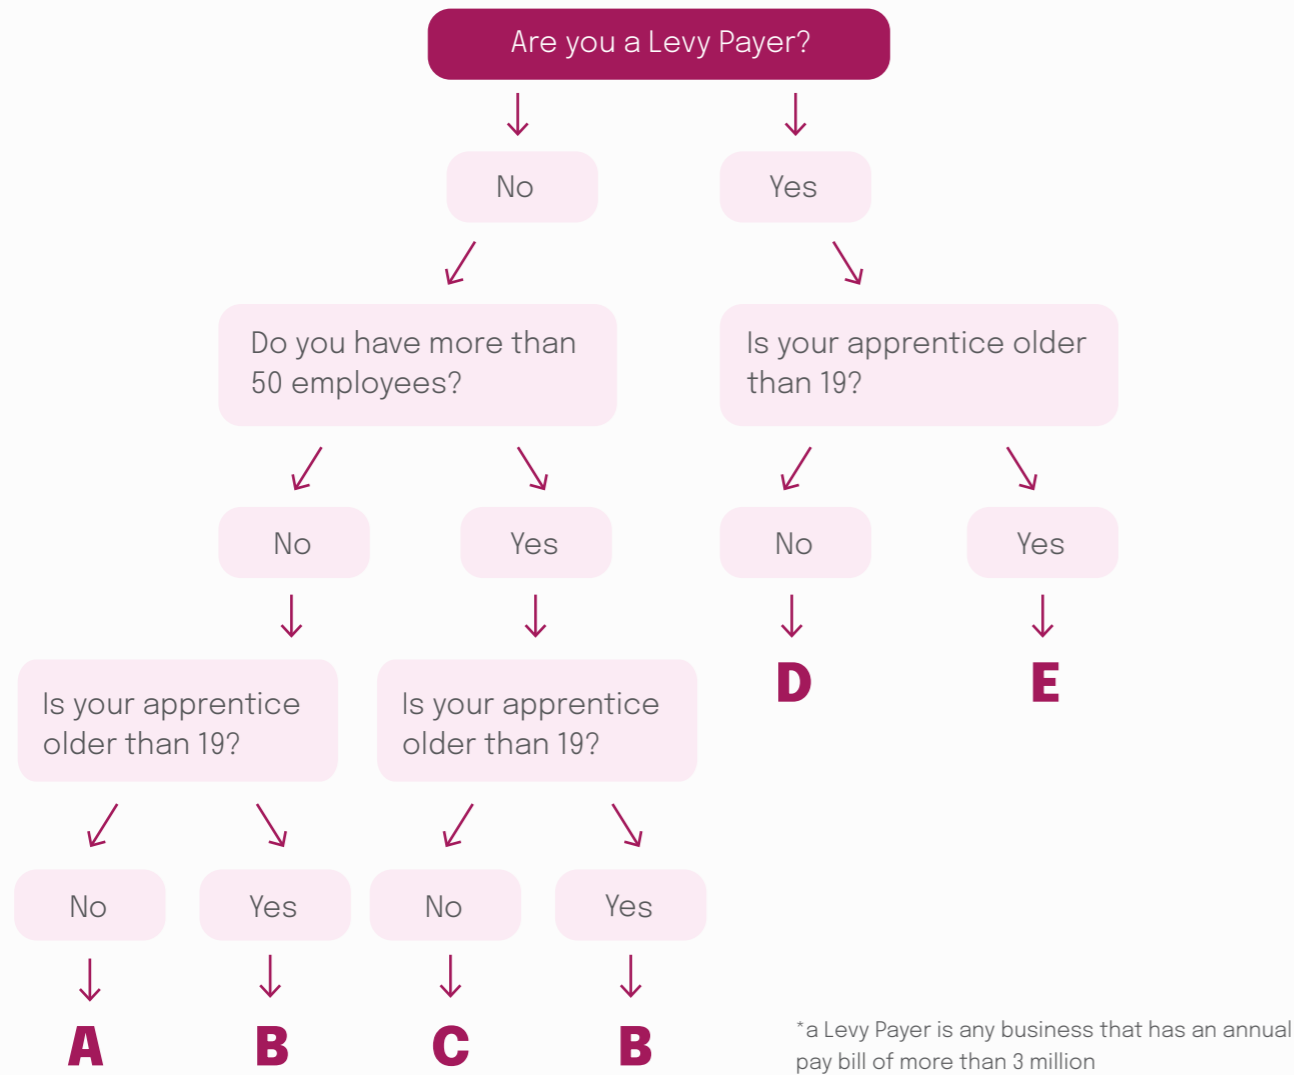 Are you a Levy Payer?
No
Yes
Do you have more than
50 employees?
Is your apprentice older
than 19?
No
Yes
No
Yes
Is your apprentice
older than 19?
Is your apprentice
older than 19?
D
E
No
Yes
No
Yes
A
B
C
B
*a Levy Payer is any business that has an annual
pay bill of more than 3 million